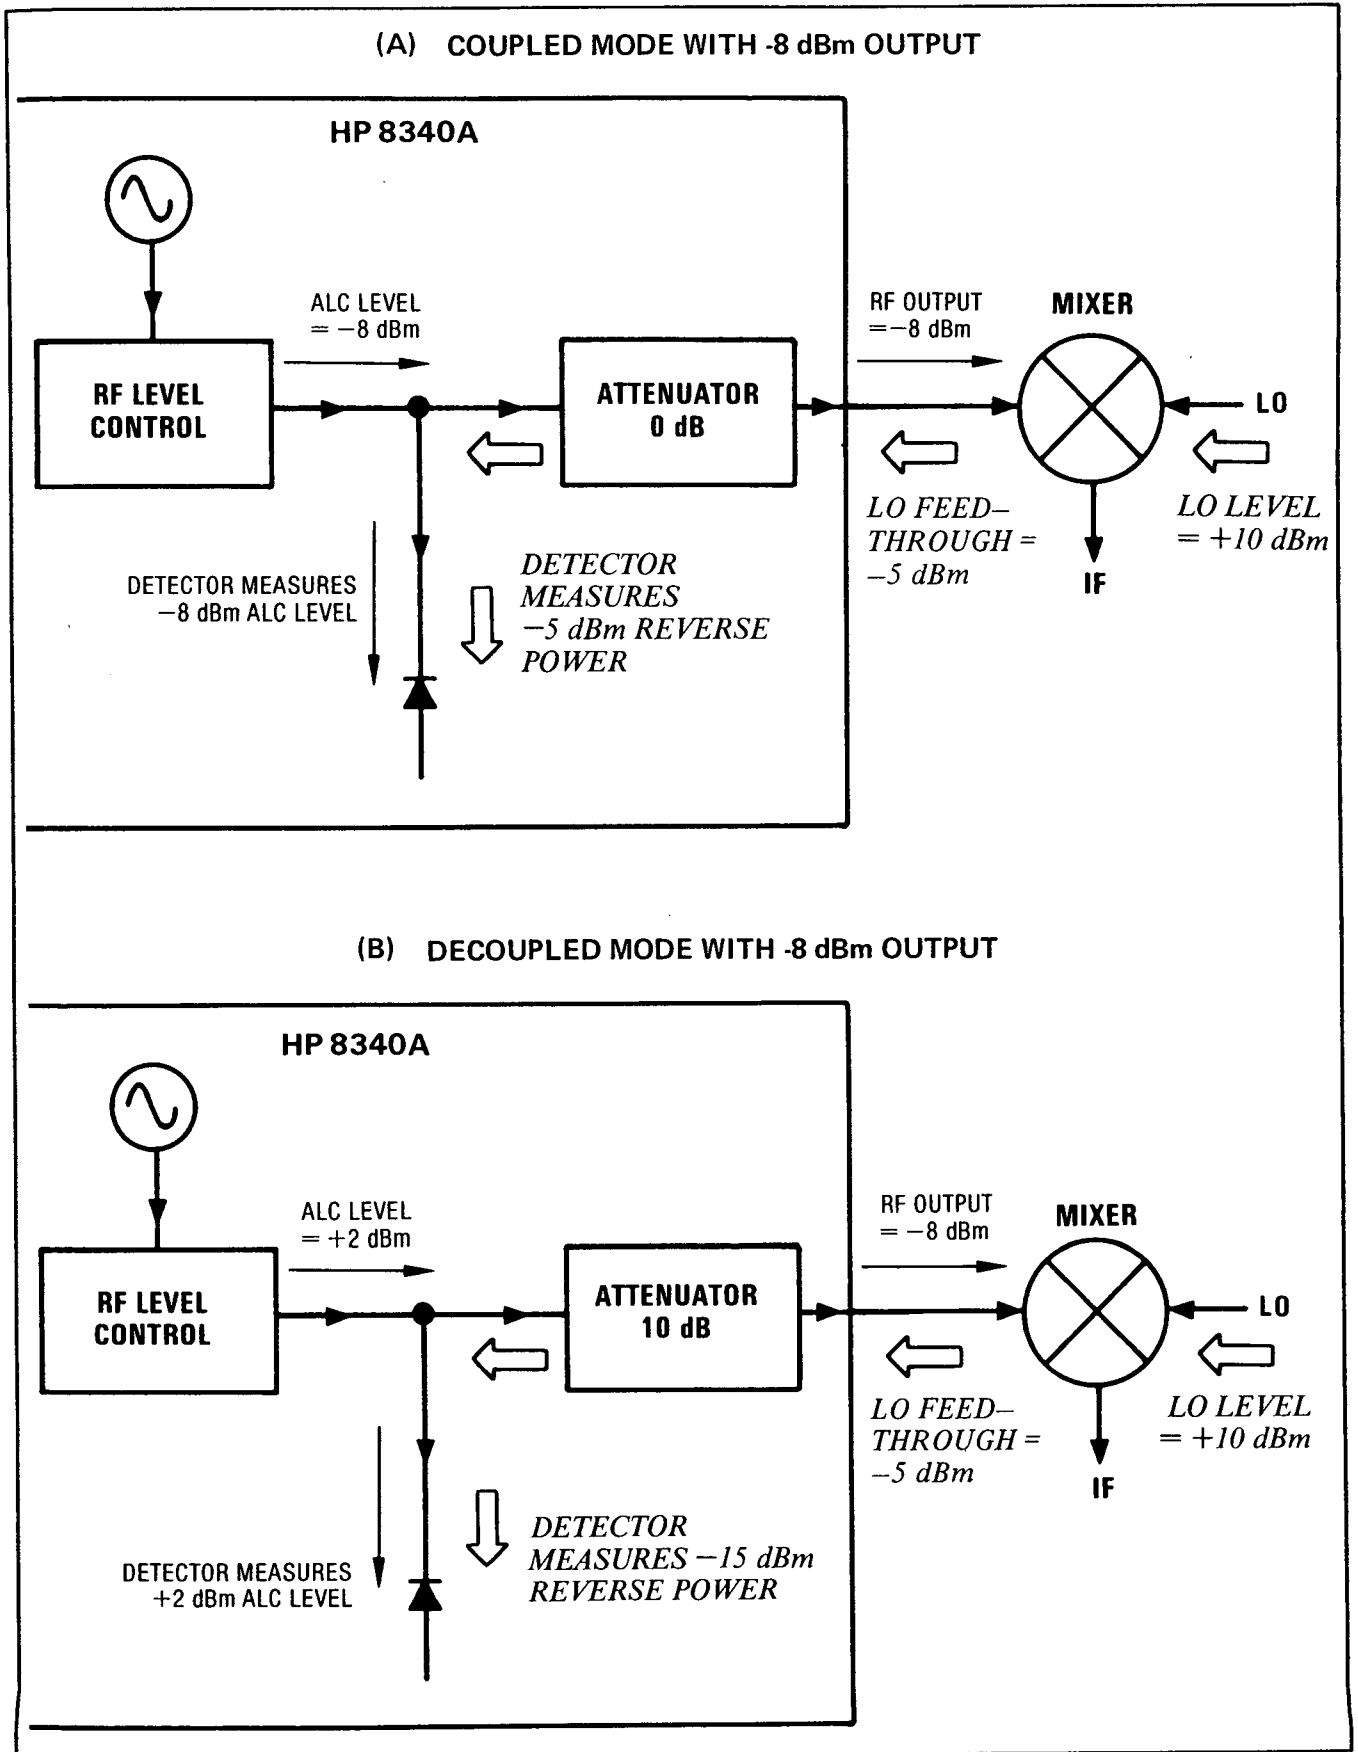 (A) COUPLED MODE WITH -8 dBm OUTPUT
HP 8340A
ALC LEVEL
= −8 dBm
RF OUTPUT
=−8 dBm
MIXER
RF LEVEL
CONTROL
ATTENUATOR
0 dB
LO
LO FEED–
THROUGH =
−5 dBm
LO LEVEL
= +10 dBm
IF
DETECTOR MEASURES
−8 dBm ALC LEVEL
DETECTOR
MEASURES
−5 dBm REVERSE
POWER
(B) DECOUPLED MODE WITH -8 dBm OUTPUT
HP 8340A
ALC LEVEL
= +2 dBm
RF OUTPUT
= −8 dBm
MIXER
RF LEVEL
CONTROL
ATTENUATOR
10 dB
LO
LO FEED–
THROUGH =
−5 dBm
LO LEVEL
= +10 dBm
IF
DETECTOR MEASURES
+2 dBm ALC LEVEL
DETECTOR
MEASURES −15 dBm
REVERSE POWER